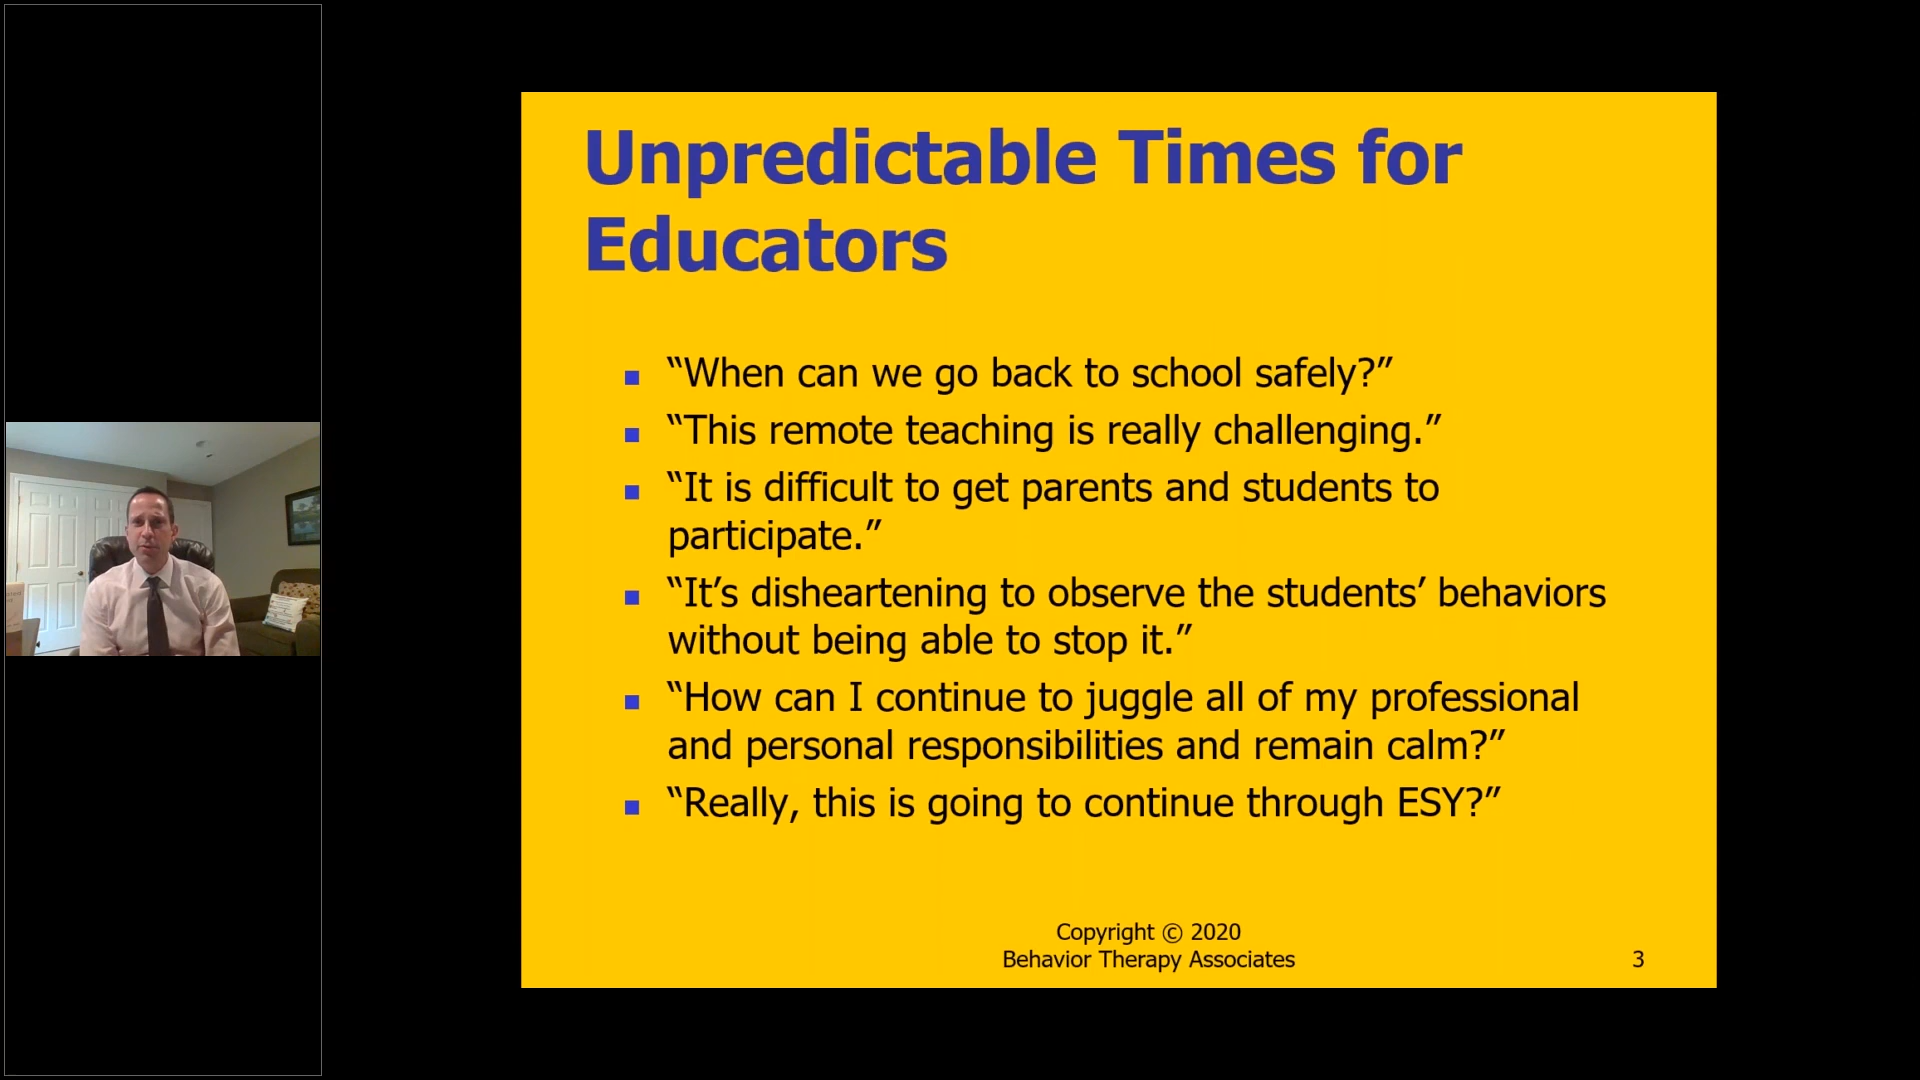 Unpredictable Times for
Educators
“When can we go back to school safely?”
“This remote teaching is really challenging.”
“It is difficult to get parents and students to
participate.”
“It’s disheartening to observe the students’ behaviors
without being able to stop it.”
“How can I continue to juggle all of my professional
and personal responsibilities and remain calm?”
“Really, this is going to continue through ESY?”
Copyright © 2020
Behavior Therapy Associates
3